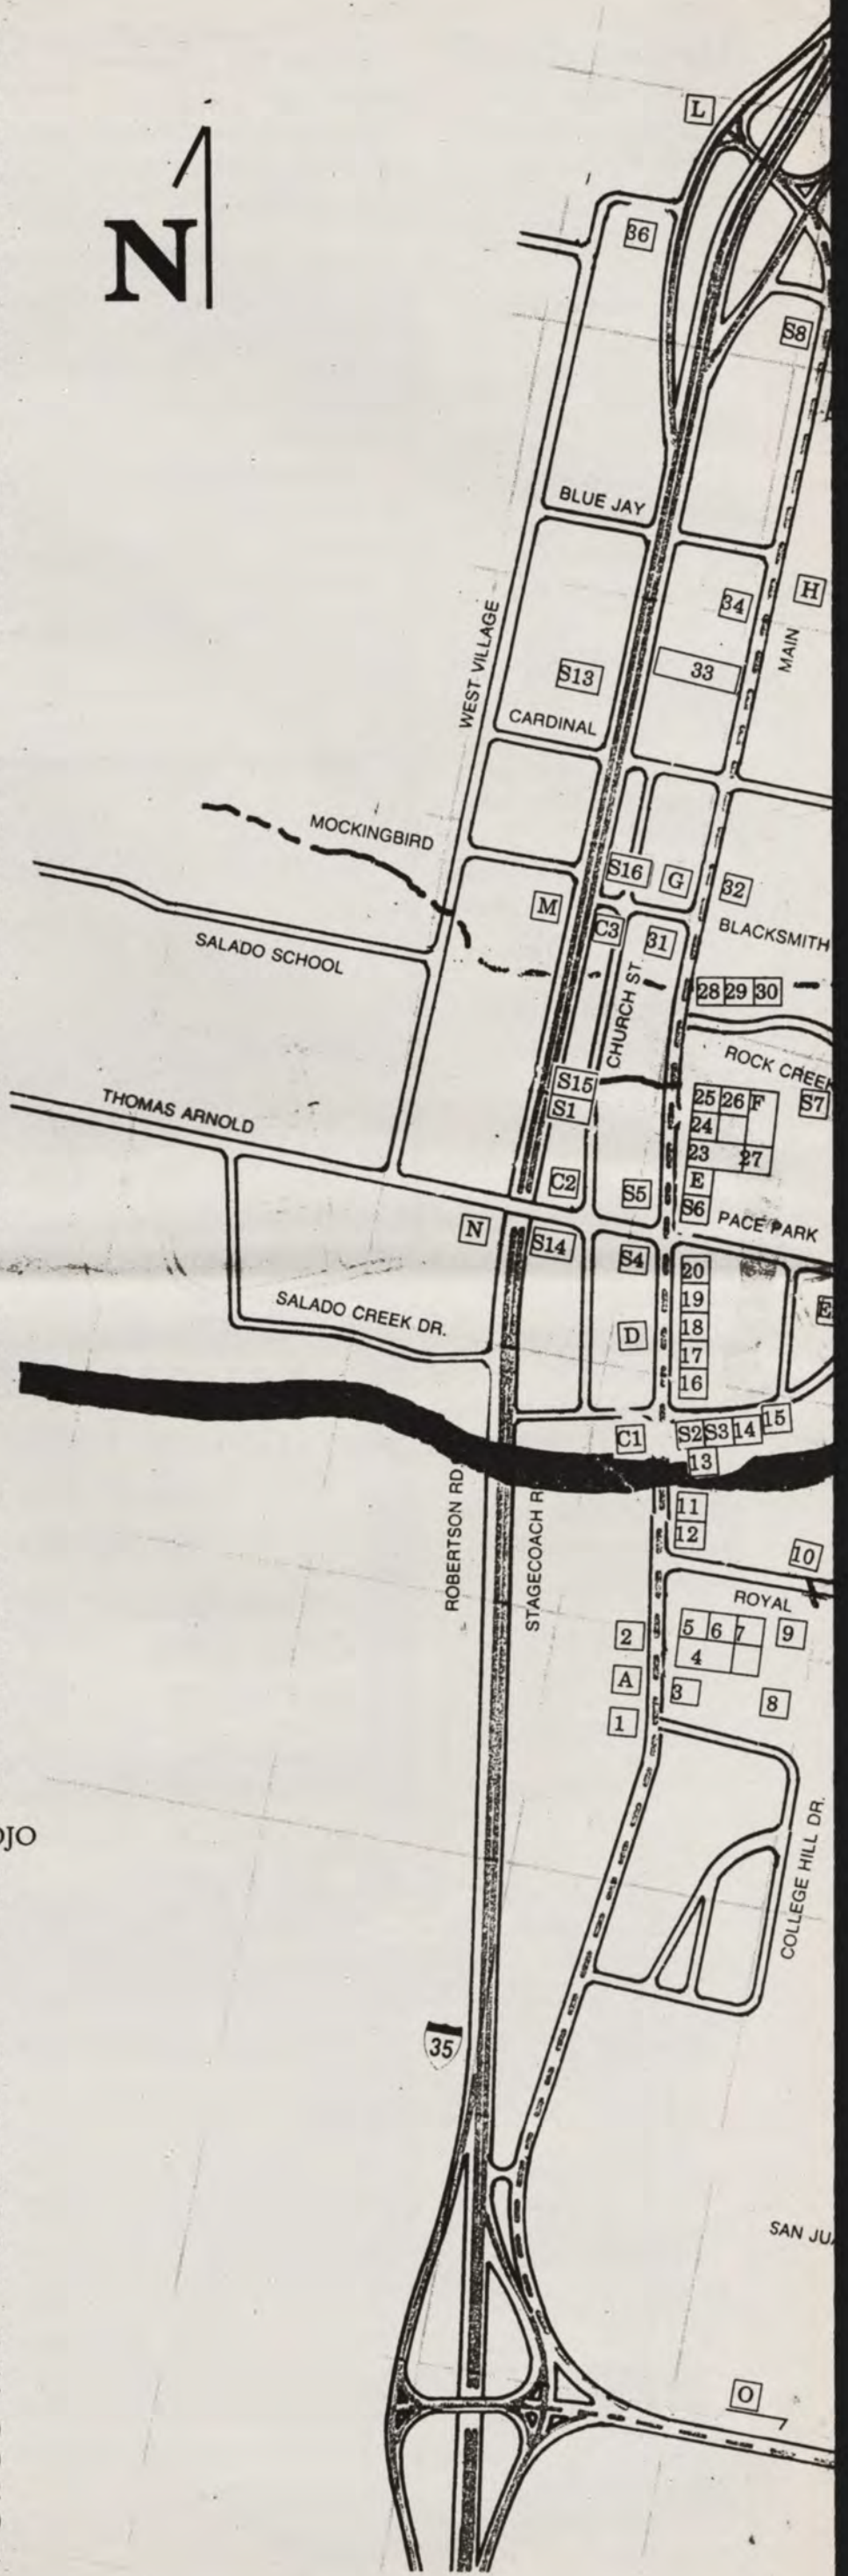 L
N
36
S8
BLUE JAY
H
34
WEST VILLAGE
MAIN
33
S13
CARDINAL
MOCKINGBIRD
S16
G
32
M
C3
31
BLACKSMITH
SALADO SCHOOL
28 29 30
CHURCH ST
ROCK CREEK
S15
S1
25 26 F
S7
24
THOMAS ARNOLD
23 27
C2
S5
E
S6
PACE PARK
N
S14
S4
20
19
SALADO CREEK DR.
D
18
17
16
C1
S2 S3 14 15
13
ROBERTSON RD.
STAGECOACH R
11
12
10
ROYAL
2
5 6 7
9
4
A
3
8
1
COLLEGE HILL DR.
OJO
35
SAN JUA
O